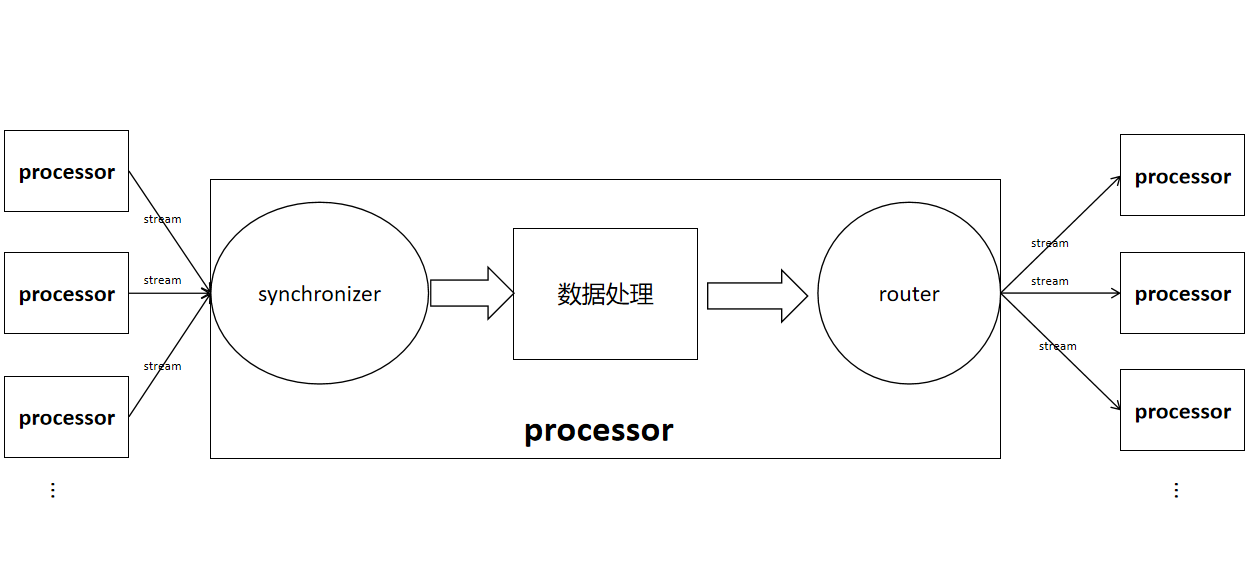 processor
processor
processor
⋮
stream
stream
stream
synchronizer
数据处理
router
processor
stream
stream
stream
processor
processor
processor
⋮